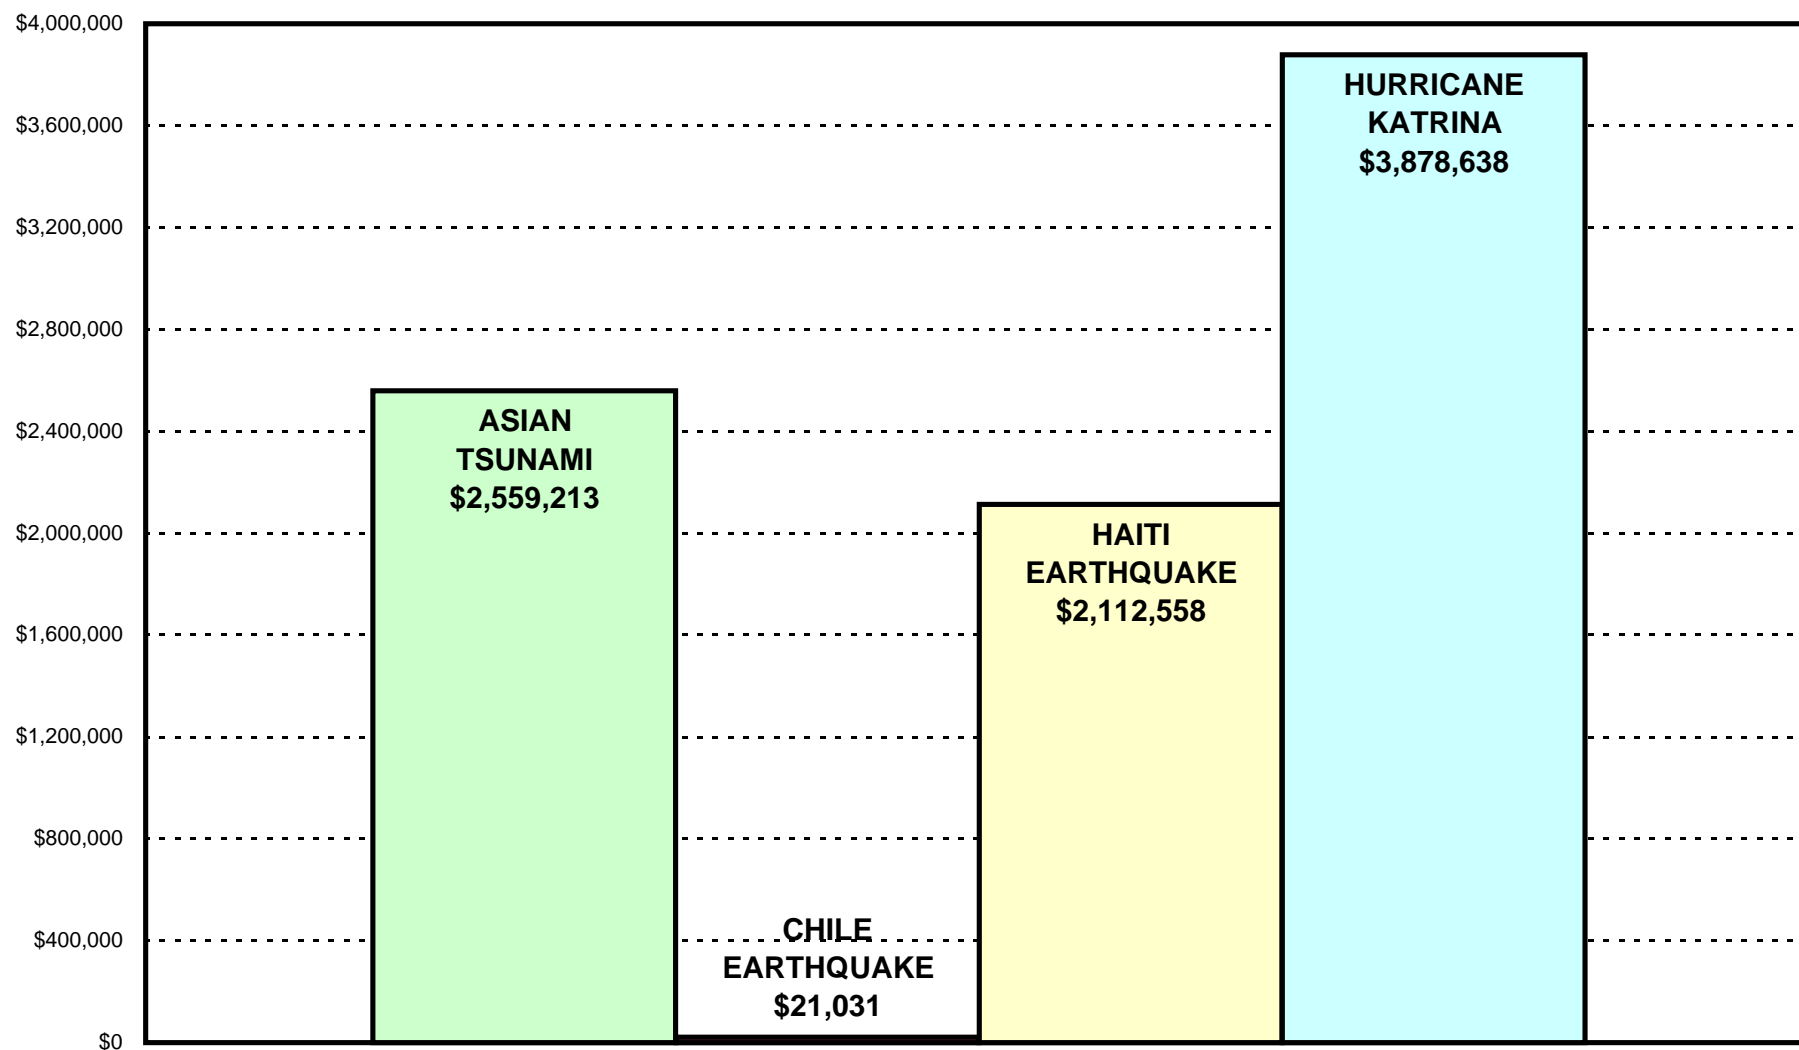 $4,000,000
$3,600,000
$3,200,000
$2,800,000
$2,400,000
$2,000,000
$1,600,000
$1,200,000
$800,000
$400,000
$0
ASIAN
TSUNAMI
$2,559,213
CHILE
EARTHQUAKE
$21,031
HAITI
EARTHQUAKE
$2,112,558
HURRICANE
KATRINA
$3,878,638